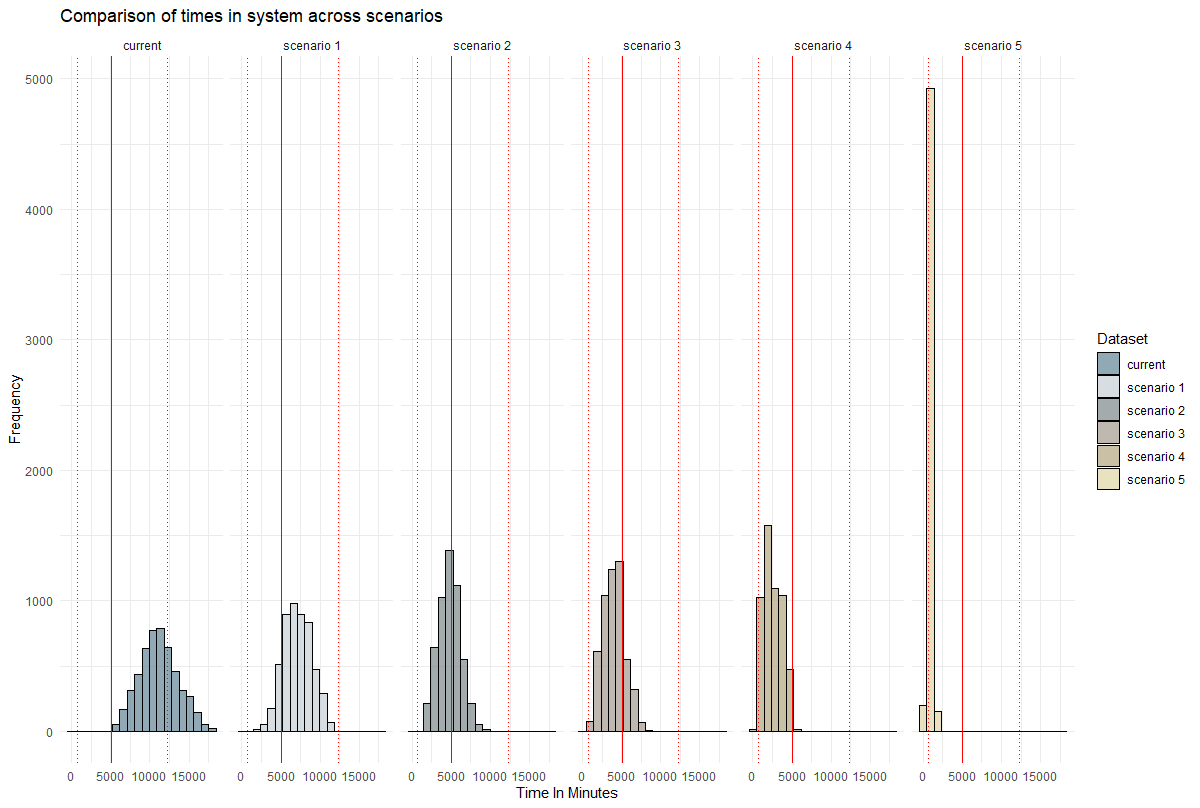 Comparison of times in system across scenarios
current scenario 1 scenario 2 scenario 3 scenario 4 scenario 5
5000
4000
3000
2000
1000
0
Frequency
0 5000 10000 15000 0 5000 10000 15000 0 5000 10000 15000 0 5000 10000 15000 0 5000 10000 15000 0 5000 10000 15000
Time In Minutes
Dataset
current
scenario 1
scenario 2
scenario 3
scenario 4
scenario 5